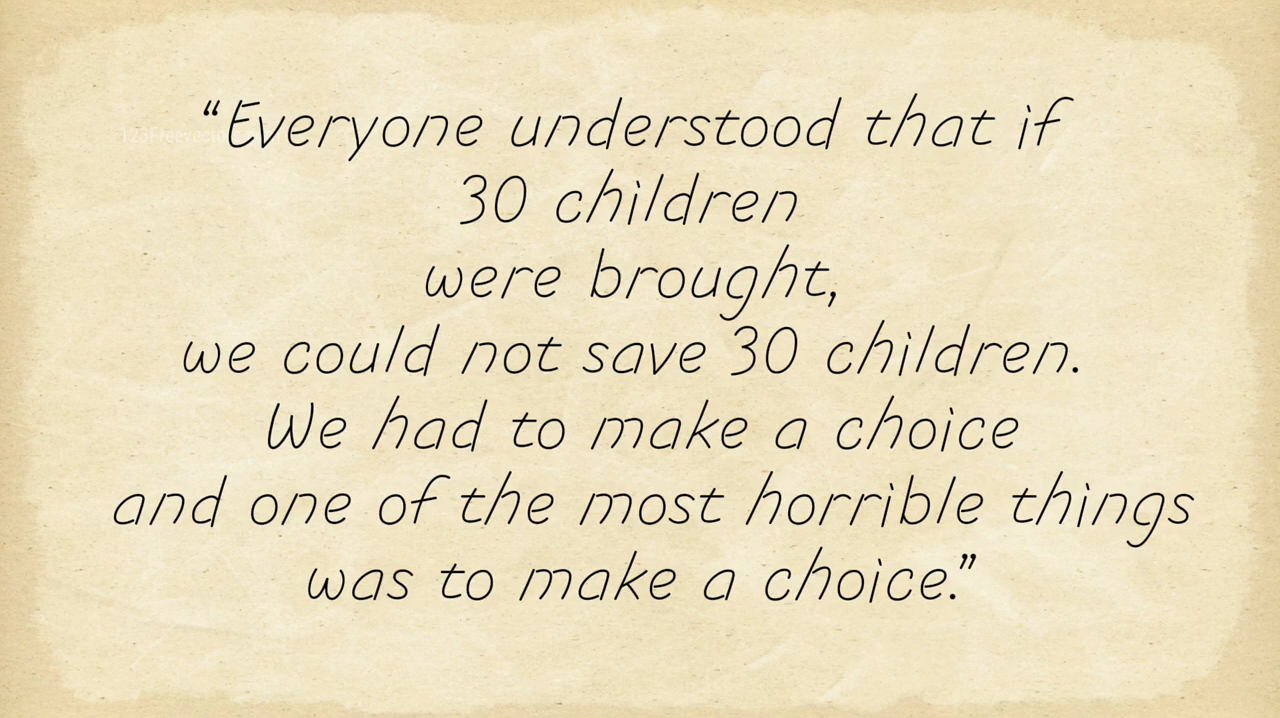 “Everyone understood that if
30 children
were brought,
we could not save 30 children.
We had to make a choice
and one of the most horrible things
was to make a choice.”